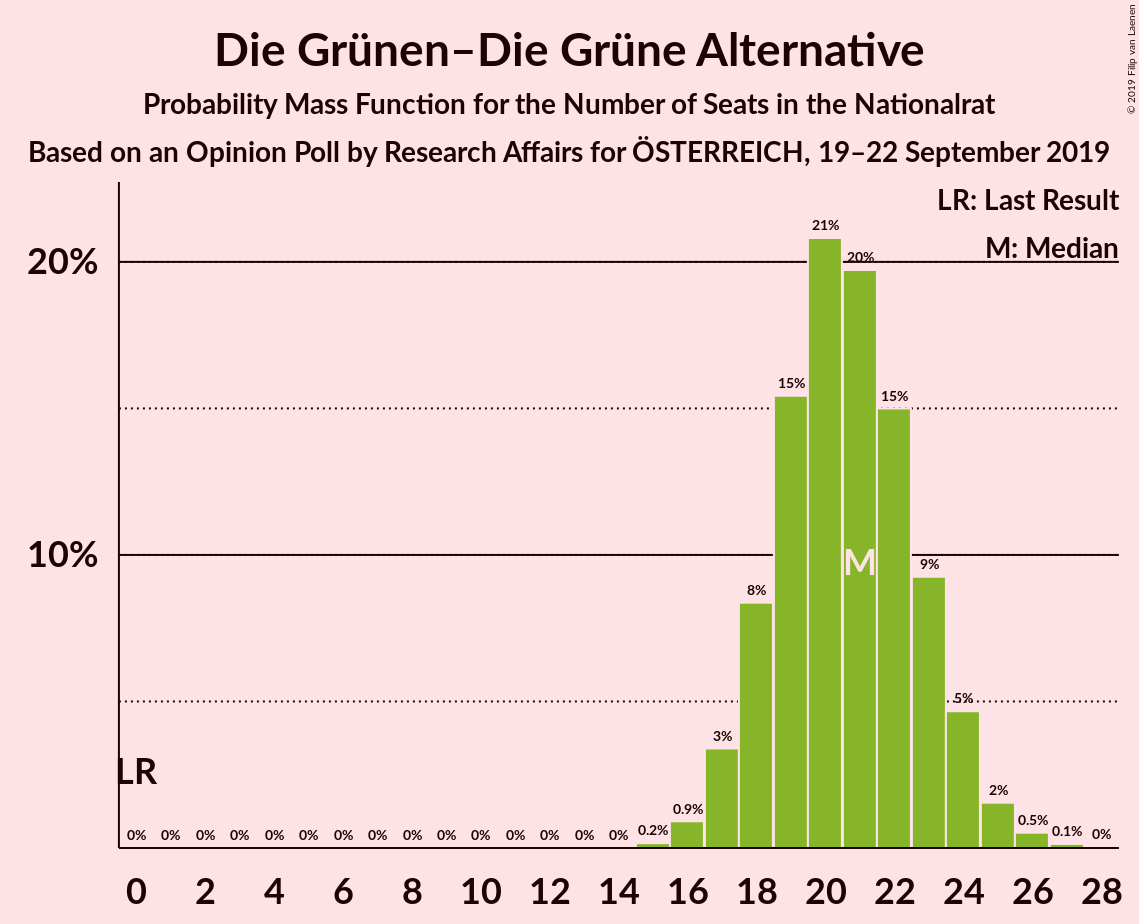 Die Grünen–Die Grüne Alternative
Probability Mass Function for the Number of Seats in the Nationalrat
Based on an Opinion Poll by Research Affairs for ÖSTERREICH, 19–22 September 2019
© 2019 Filip van Laenen
LR: Last Result
M: Median
20%
10%
LR
M
0% 0% 0% 0% 0% 0% 0% 0% 0% 0% 0% 0% 0% 0% 0% 0.2% 0.9% 3% 8% 15% 21% 20% 15% 9% 5% 2% 0.5% 0.1% 0%
0 2 4 6 8 10 12 14 16 18 20 22 24 26 28